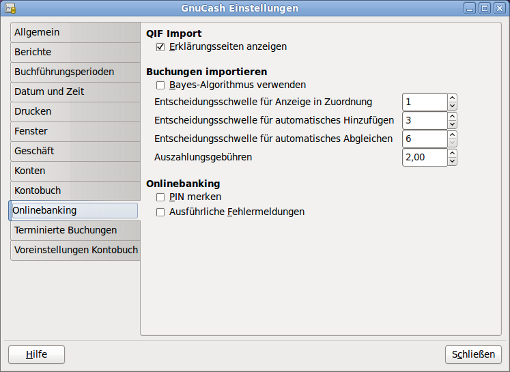 GnuCash Einstellungen
Allgemein
Berichte
Buchführungsperioden
Datum und Zeit
Drucken
Fenster
Geschäft
Konten
Kontobuch
Onlinebanking
Terminierte Buchungen
Voreinstellungen Kontobuch
QIF Import
Erklärungsseiten anzeigen
Buchungen importieren
Bayes-Algorithmus verwenden
Entscheidungsschwelle für Anzeige in Zuordnung 1
Entscheidungsschwelle für automatisches Hinzufügen 3
Entscheidungsschwelle für automatisches Abgleichen 6
Auszahlungsgebühren 2,00
Onlinebanking
PIN merken
Ausführliche Fehlermeldungen
Hilfe
Schließen